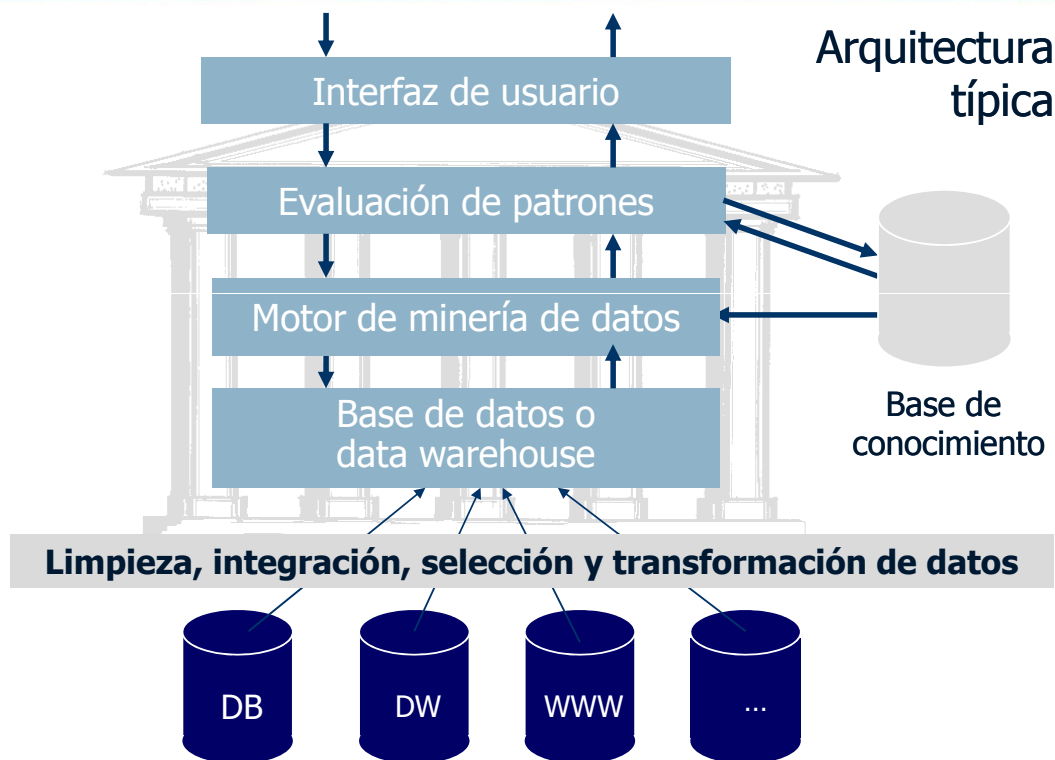 Arquitectura
típica
Interfaz de usuario
Evaluación de patrones
Motor de minería de datos
Base de datos o
data warehouse
Base de
conocimiento
Limpieza, integración, selección y transformación de datos
DB
DW
WWW
...